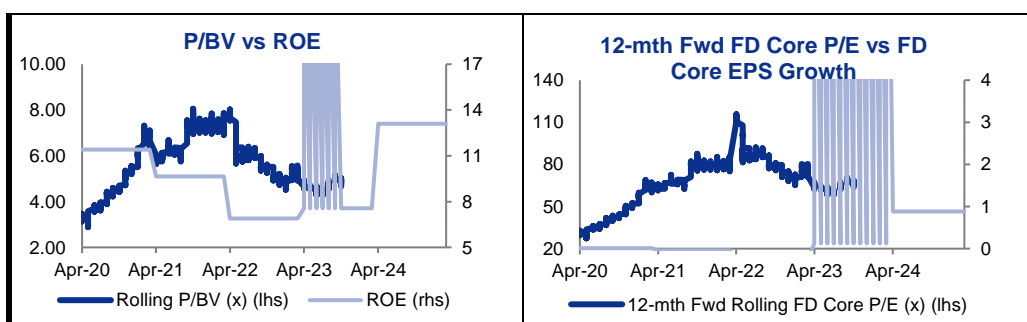 P/BV vs ROE
10.00
8.00
6.00
4.00
2.00
17
14
11
8
5
Apr-20 Apr-21 Apr-22 Apr-23 Apr-24
Rolling P/BV (x) (lhs) ROE (rhs)
12-mth Fwd FD Core P/E vs FD
Core EPS Growth
140
110
80
50
20
4
3
2
1
0
Apr-20 Apr-21 Apr-22 Apr-23 Apr-24
12-mth Fwd Rolling FD Core P/E (x) (lhs)